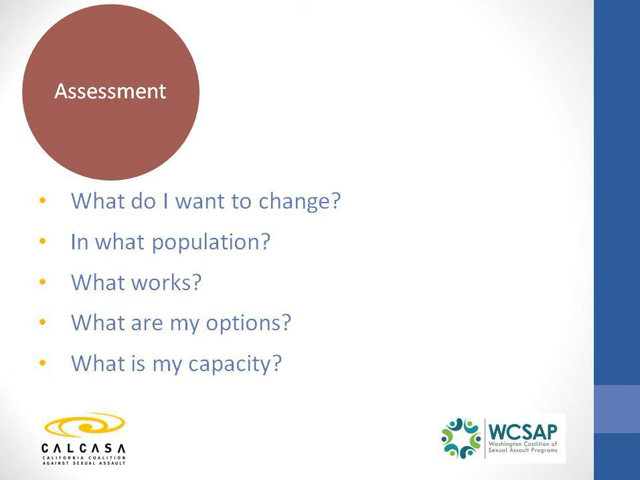 Assessment
• What do I want to change?
• In what population?
• What works?
• What are my options?
• What is my capacity?
CALCASA
CALIFORNIA COALITION
AGAINST SEXUAL ASSAULT
WCSAP
Washington Coalition of
Sexual Assault Programs